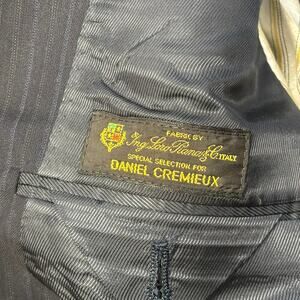 FABRIC BY
Ing. Loro Piana & C. ITALY
SPECIAL SELECTION FOR
DANIEL CREMIEUX